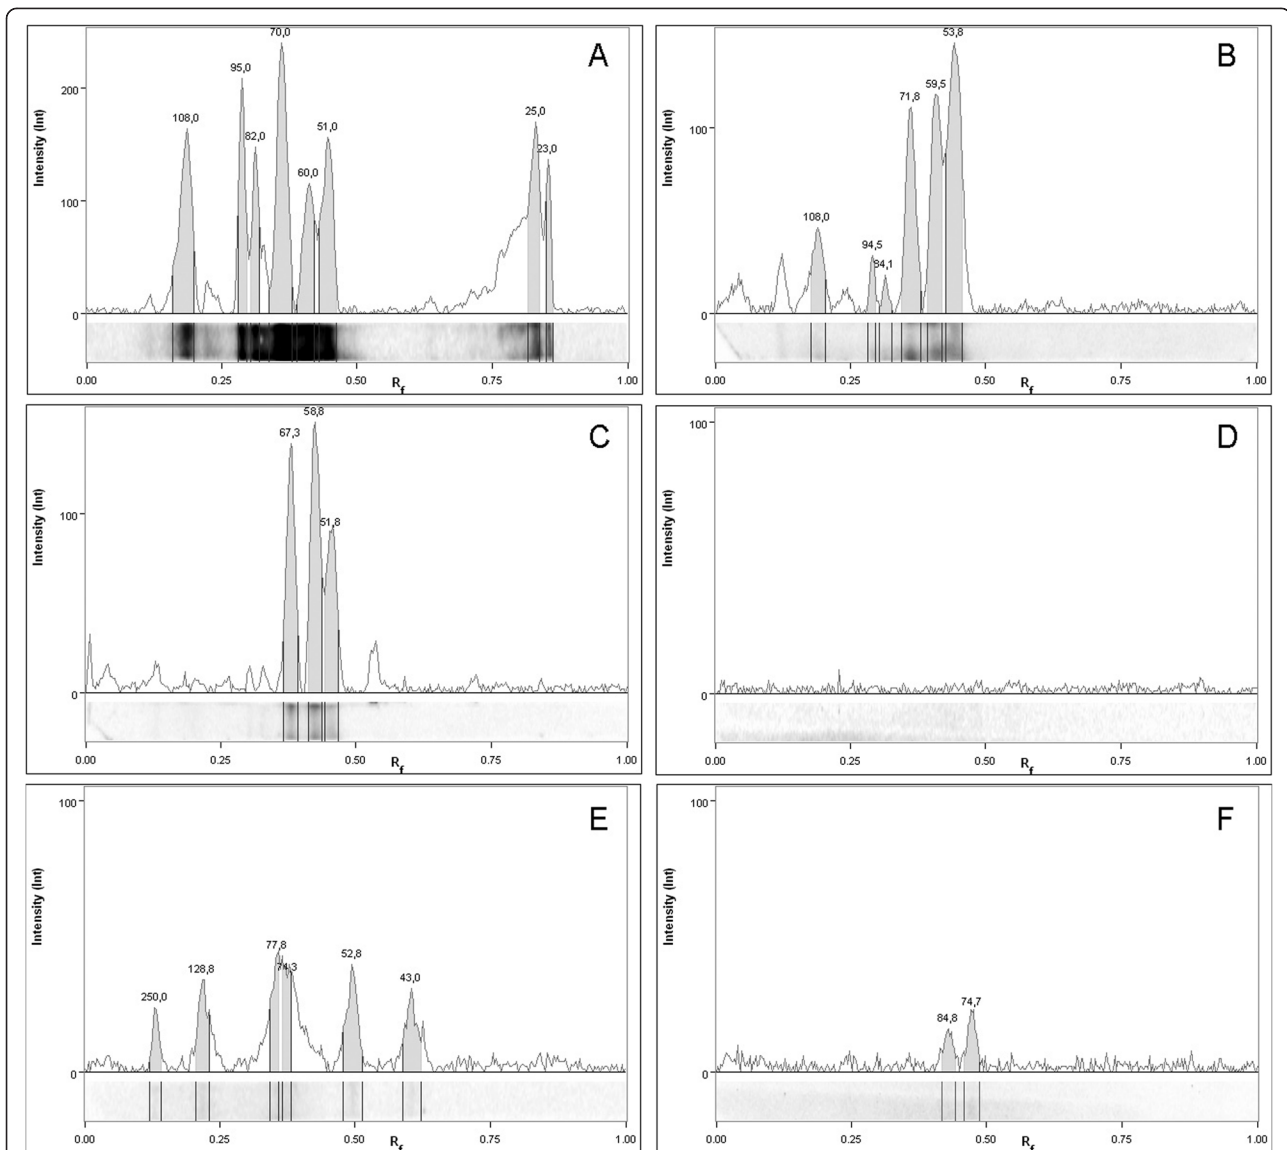 A
70,0
95,0
108,0
82,0
60,0
51,0
25,0
23,0
200
100
0
Intensity (Int)
0.00 0.25 0.50 0.75 1.00
Rf
B
53,8
59,5
71,8
108,0
94,5
84,1
100
0
Intensity (Int)
0.00 0.25 0.50 0.75 1.00
Rf
C
58,8
67,3
51,8
100
0
Intensity (Int)
0.00 0.25 0.50 0.75 1.00
Rf
D
100
0
Intensity (Int)
0.00 0.25 0.50 0.75 1.00
Rf
E
77,8
74,3
52,8
128,8
43,0
250,0
100
0
Intensity (Int)
0.00 0.25 0.50 0.75 1.00
Rf
F
74,7
84,8
100
0
Intensity (Int)
0.00 0.25 0.50 0.75 1.00
Rf